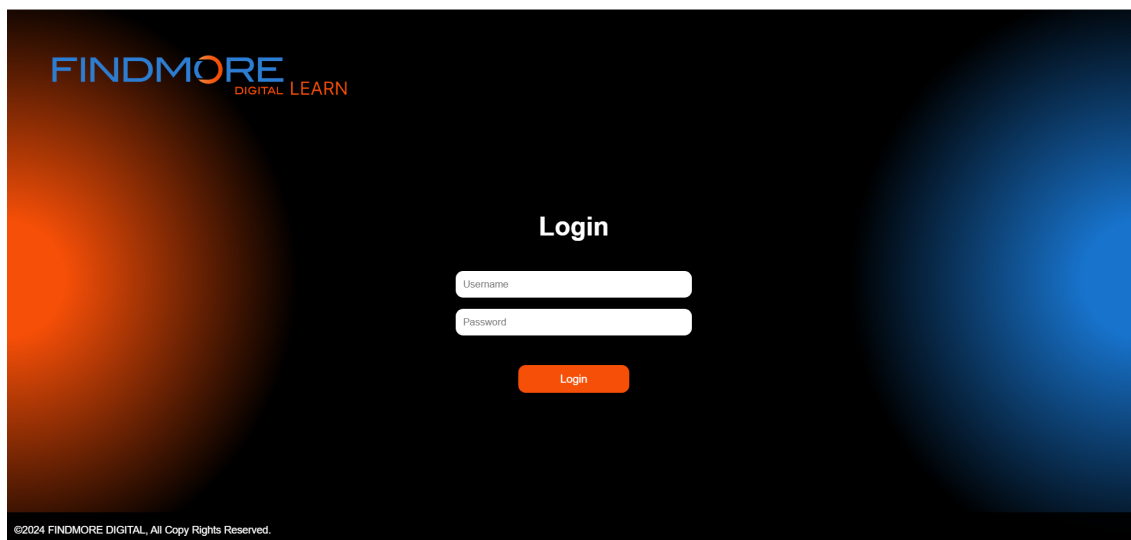 FINDMORE
DIGITAL LEARN
Login
Username
Password
Login
©2024 FINDMORE DIGITAL, All Copy Rights Reserved.